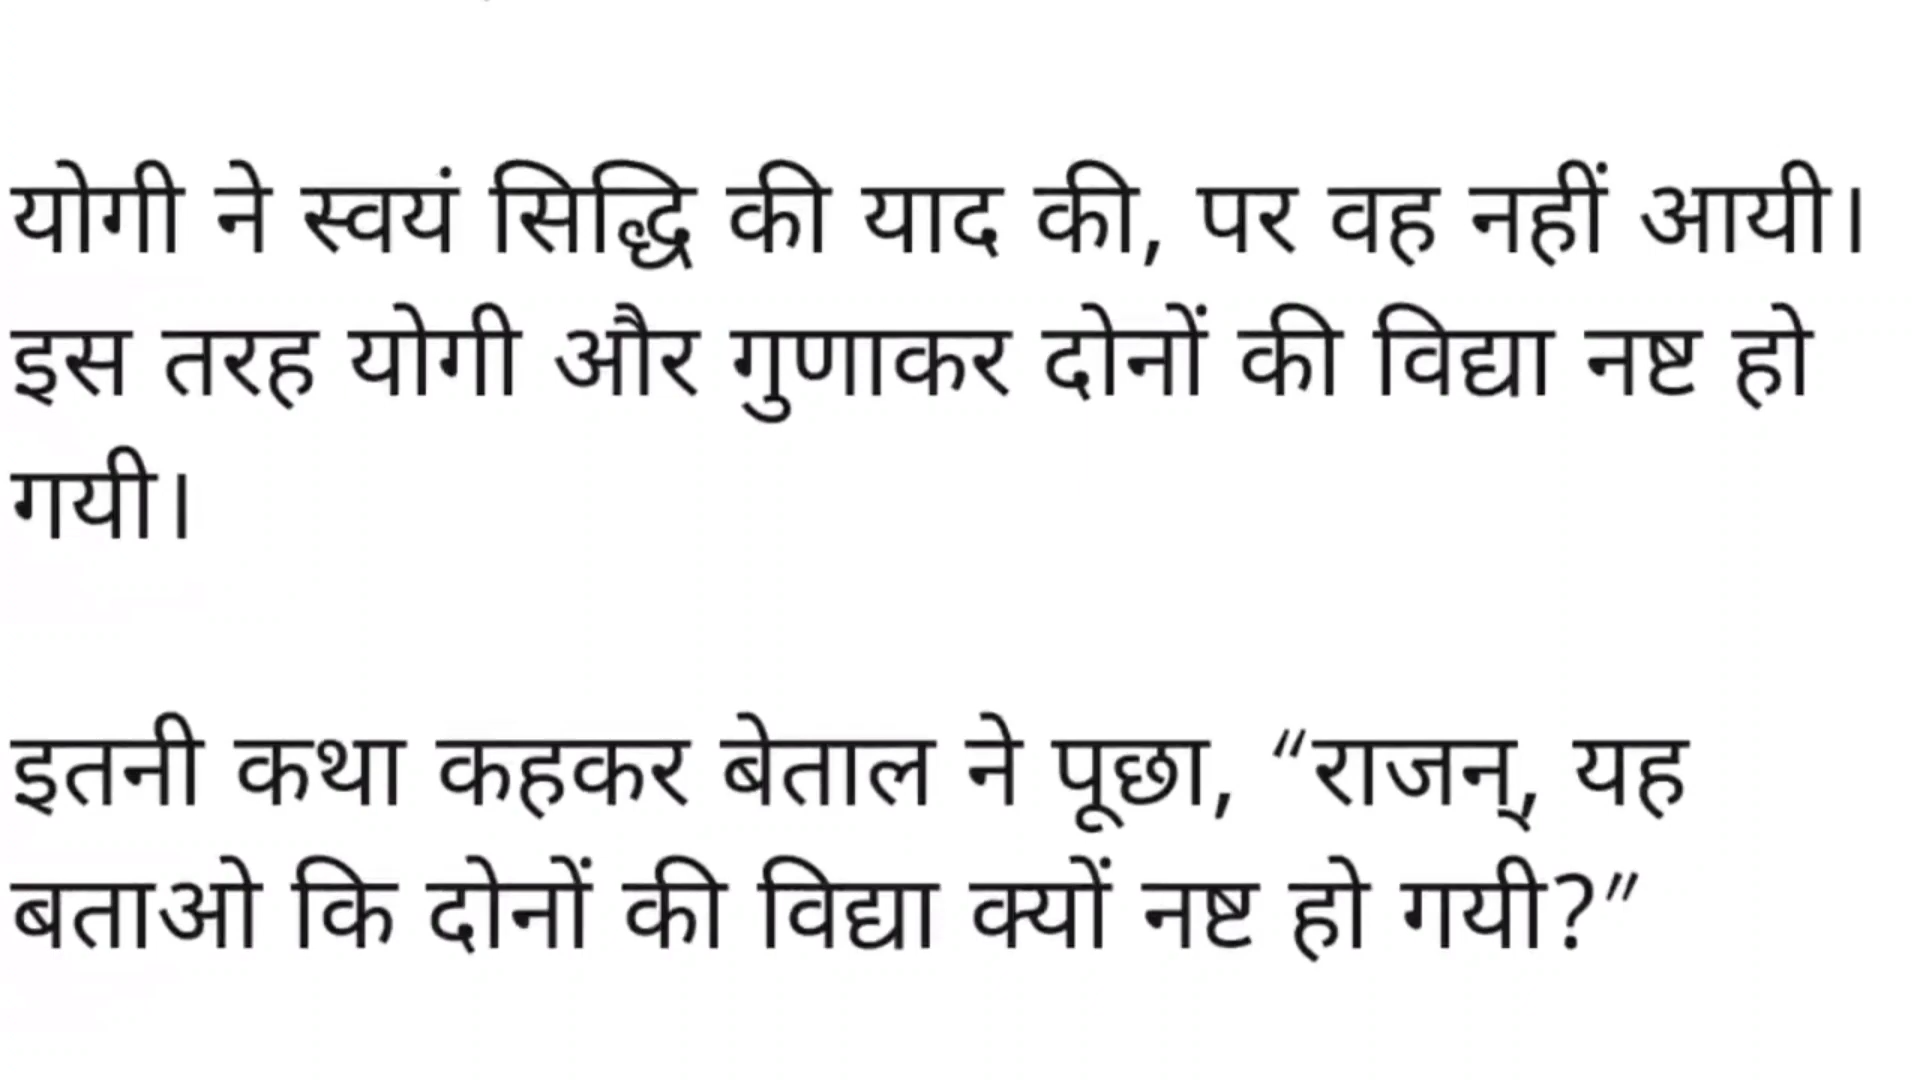 योगी ने स्वयं सिद्धि की याद की, पर वह नहीं आयी।
इस तरह योगी और गुणाकर दोनों की विद्या नष्ट हो
गयी।
इतनी कथा कहकर बेताल ने पूछा, “राजन्, यह
बताओ कि दोनों की विद्या क्यों नष्ट हो गयी?”